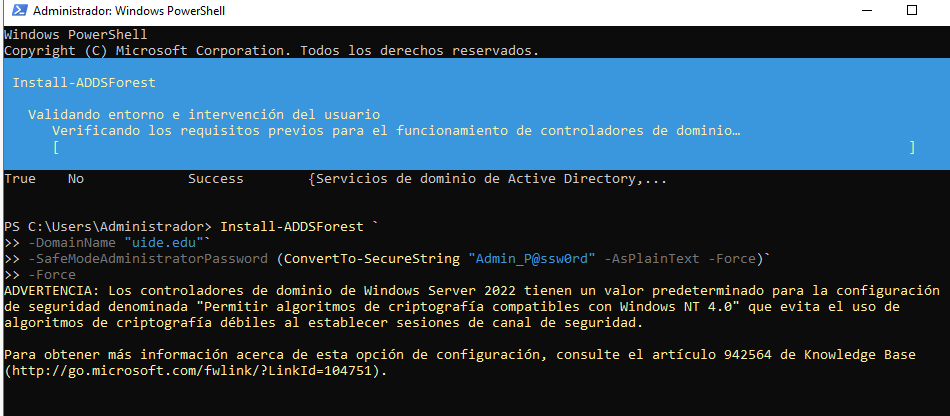 Administrador: Windows PowerShell
Windows PowerShell
Copyright (C) Microsoft Corporation. Todos los derechos reservados.
Install-ADDSForest
Validando entorno e intervención del usuario
Verificando los requisitos previos para el funcionamiento de controladores de dominio…
[ ]
True No Success {Servicios de dominio de Active Directory,...
PS C:\Users\Administrador> Install-ADDSForest `
>> -DomainName "uide.edu"`
>> -SafeModeAdministratorPassword (ConvertTo-SecureString "Admin_P@ssw0rd" -AsPlainText -Force)`
>> -Force
ADVERTENCIA: Los controladores de dominio de Windows Server 2022 tienen un valor predeterminado para la configuración
de seguridad denominada "Permitir algoritmos de criptografía compatibles con Windows NT 4.0" que evita el uso de
algoritmos de criptografía débiles al establecer sesiones de canal de seguridad.
Para obtener más información acerca de esta opción de configuración, consulte el artículo 942564 de Knowledge Base
(http://go.microsoft.com/fwlink/?LinkId=104751).